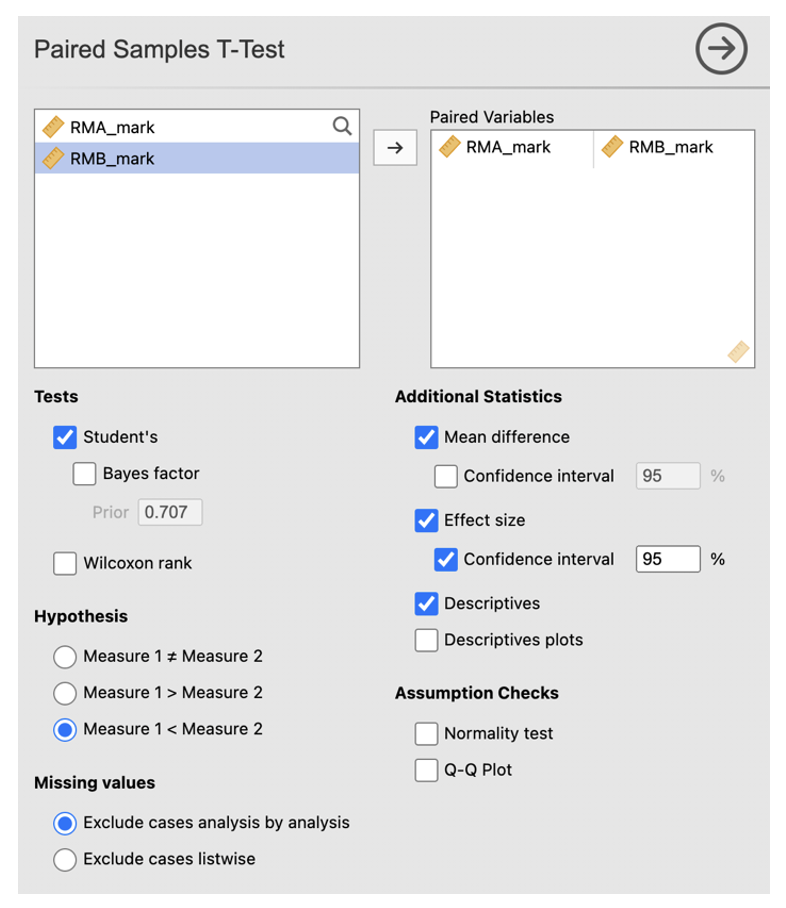 Paired Samples T-Test
RMA_mark
RMB_mark
Paired Variables
RMA_mark RMB_mark
Tests
Student's
Bayes factor
Prior 0.707
Wilcoxon rank
Hypothesis
Measure 1 ≠ Measure 2
Measure 1 > Measure 2
Measure 1 < Measure 2
Missing values
Exclude cases analysis by analysis
Exclude cases listwise
Additional Statistics
Mean difference
Confidence interval 95 %
Effect size
Confidence interval 95 %
Descriptives
Descriptives plots
Assumption Checks
Normality test
Q-Q Plot